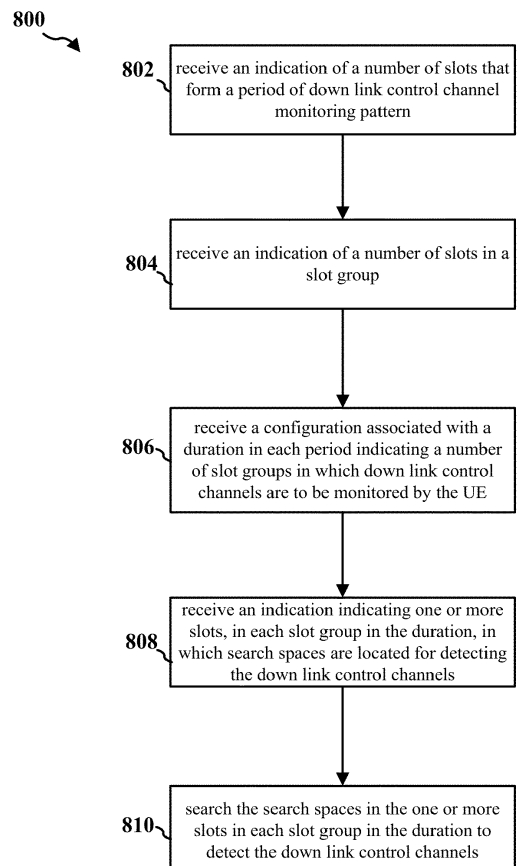 800
802
receive an indication of a number of slots that
form a period of down link control channel
monitoring pattern
804
receive an indication of a number of slots in a
slot group
806
receive a configuration associated with a
duration in each period indicating a number
of slot groups in which down link control
channels are to be monitored by the UE
808
receive an indication indicating one or more
slots, in each slot group in the duration, in
which search spaces are located for detecting
the down link control channels
810
search the search spaces in the one or more
slots in each slot group in the duration to
detect the down link control channels